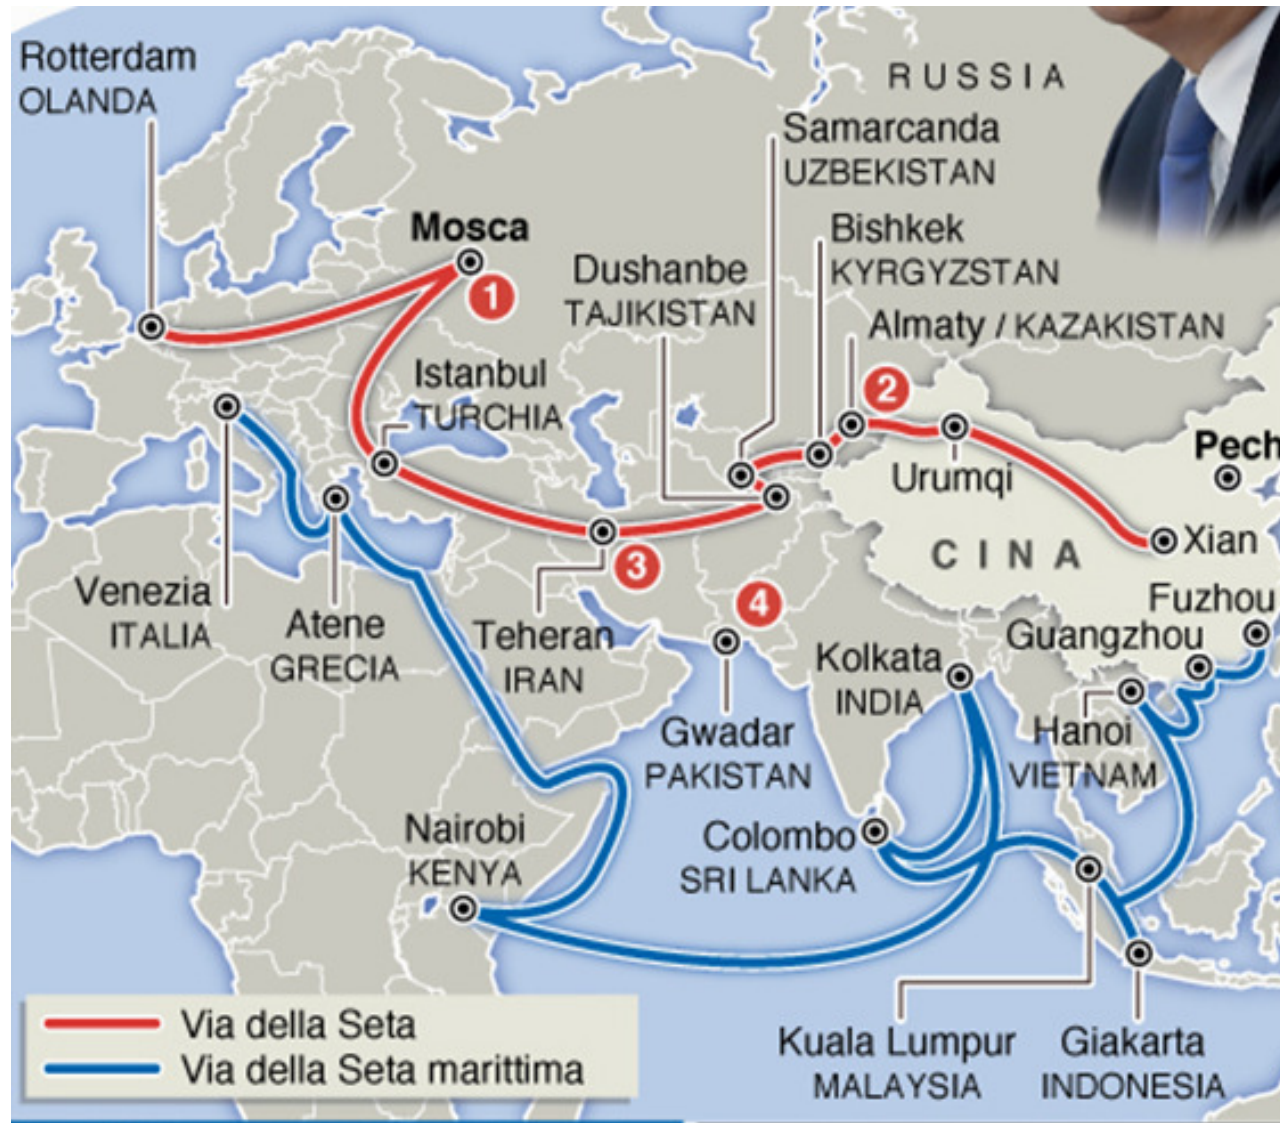 Rotterdam
OLANDA
RUSSIA
Samarcanda
UZBEKISTAN
Mosca
1
Bishkek
KYRGYZSTAN
Dushanbe
TAJIKISTAN
Almaty / KAZAKISTAN
Istanbul
TURCHIA
2
Urumqi
Pech
Xian
CINA
3
4
Venezia
ITALIA
Atene
GRECIA
Teheran
IRAN
Fuzhou
Guangzhou
Kolkata
INDIA
Gwadar
PAKISTAN
Hanoi
VIETNAM
Nairobi
KENYA
Colombo
SRI LANKA
Via della Seta
Via della Seta marittima
Kuala Lumpur
MALAYSIA
Giakarta
INDONESIA